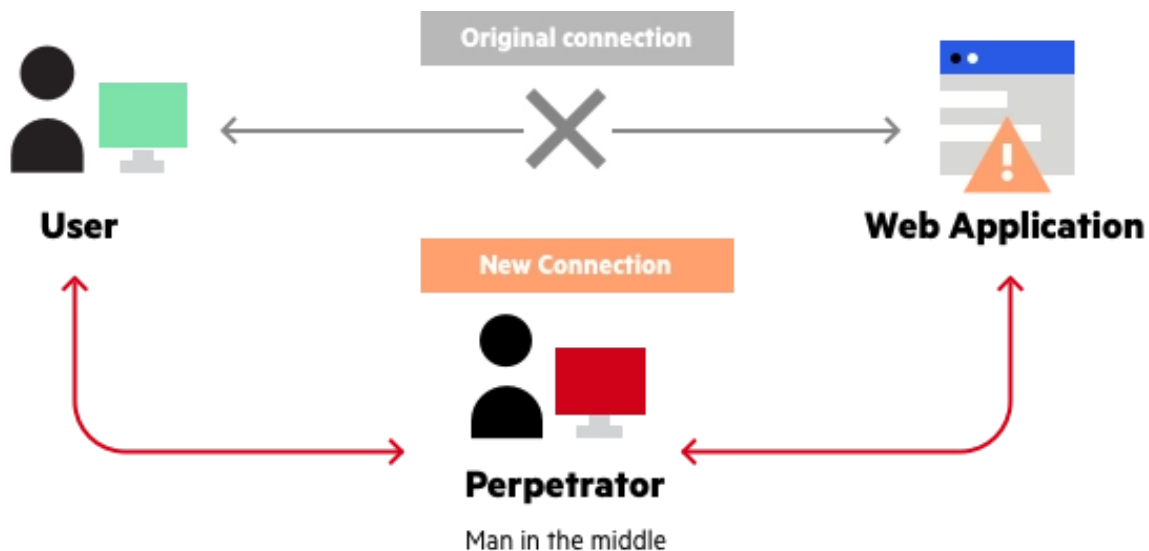 Original connection
User
Web Application
New Connection
Perpetrator
Man in the middle